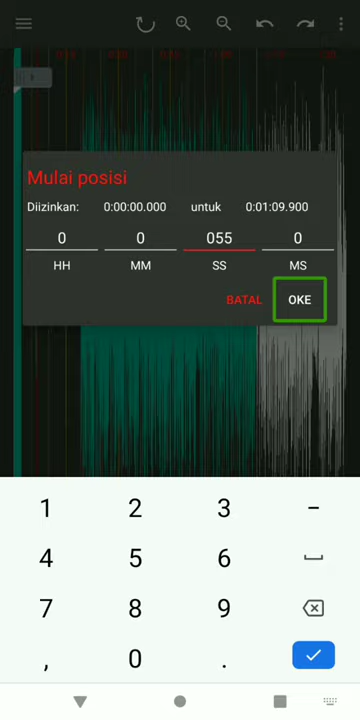 Mulai posisi
Diizinkan: 0:00:00.000 untuk 0:01:09.900
0 0 055 0
HH MM SS MS
BATAL OKE
1 2 3 -
4 5 6
7 8 9
, 0 .